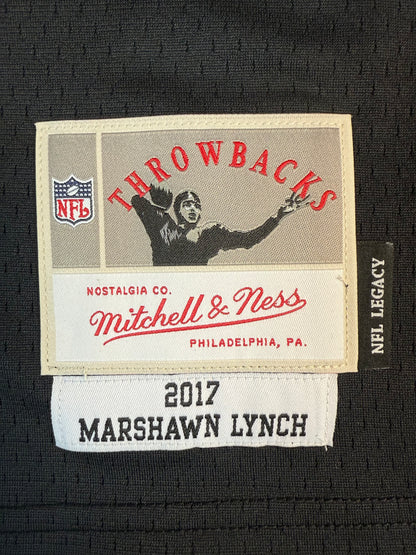 THROWBACKS
NFL
NOSTALGIA CO.
Mitchell & Ness
PHILADELPHIA, PA.
NFL LEGACY
2017
MARSHAWN LYNCH